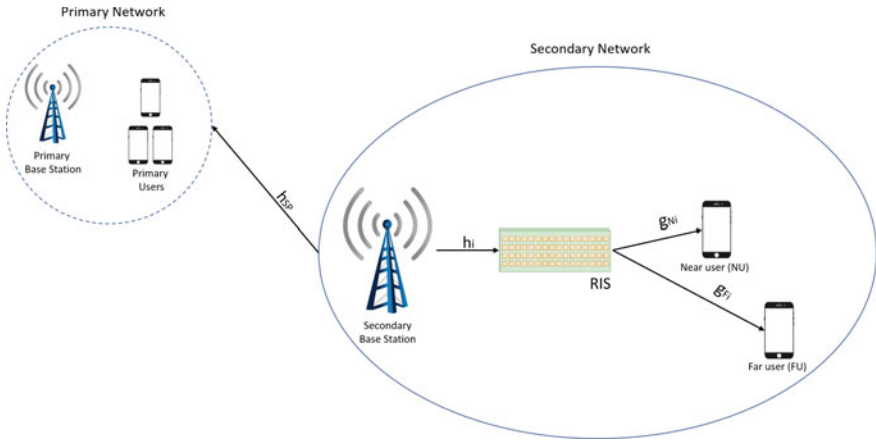 Primary Network
Primary
Base Station
Primary
Users
hSP
Secondary Network
Secondary
Base Station
hi
RIS
gNi
Near user (NU)
gFi
Far user (FU)